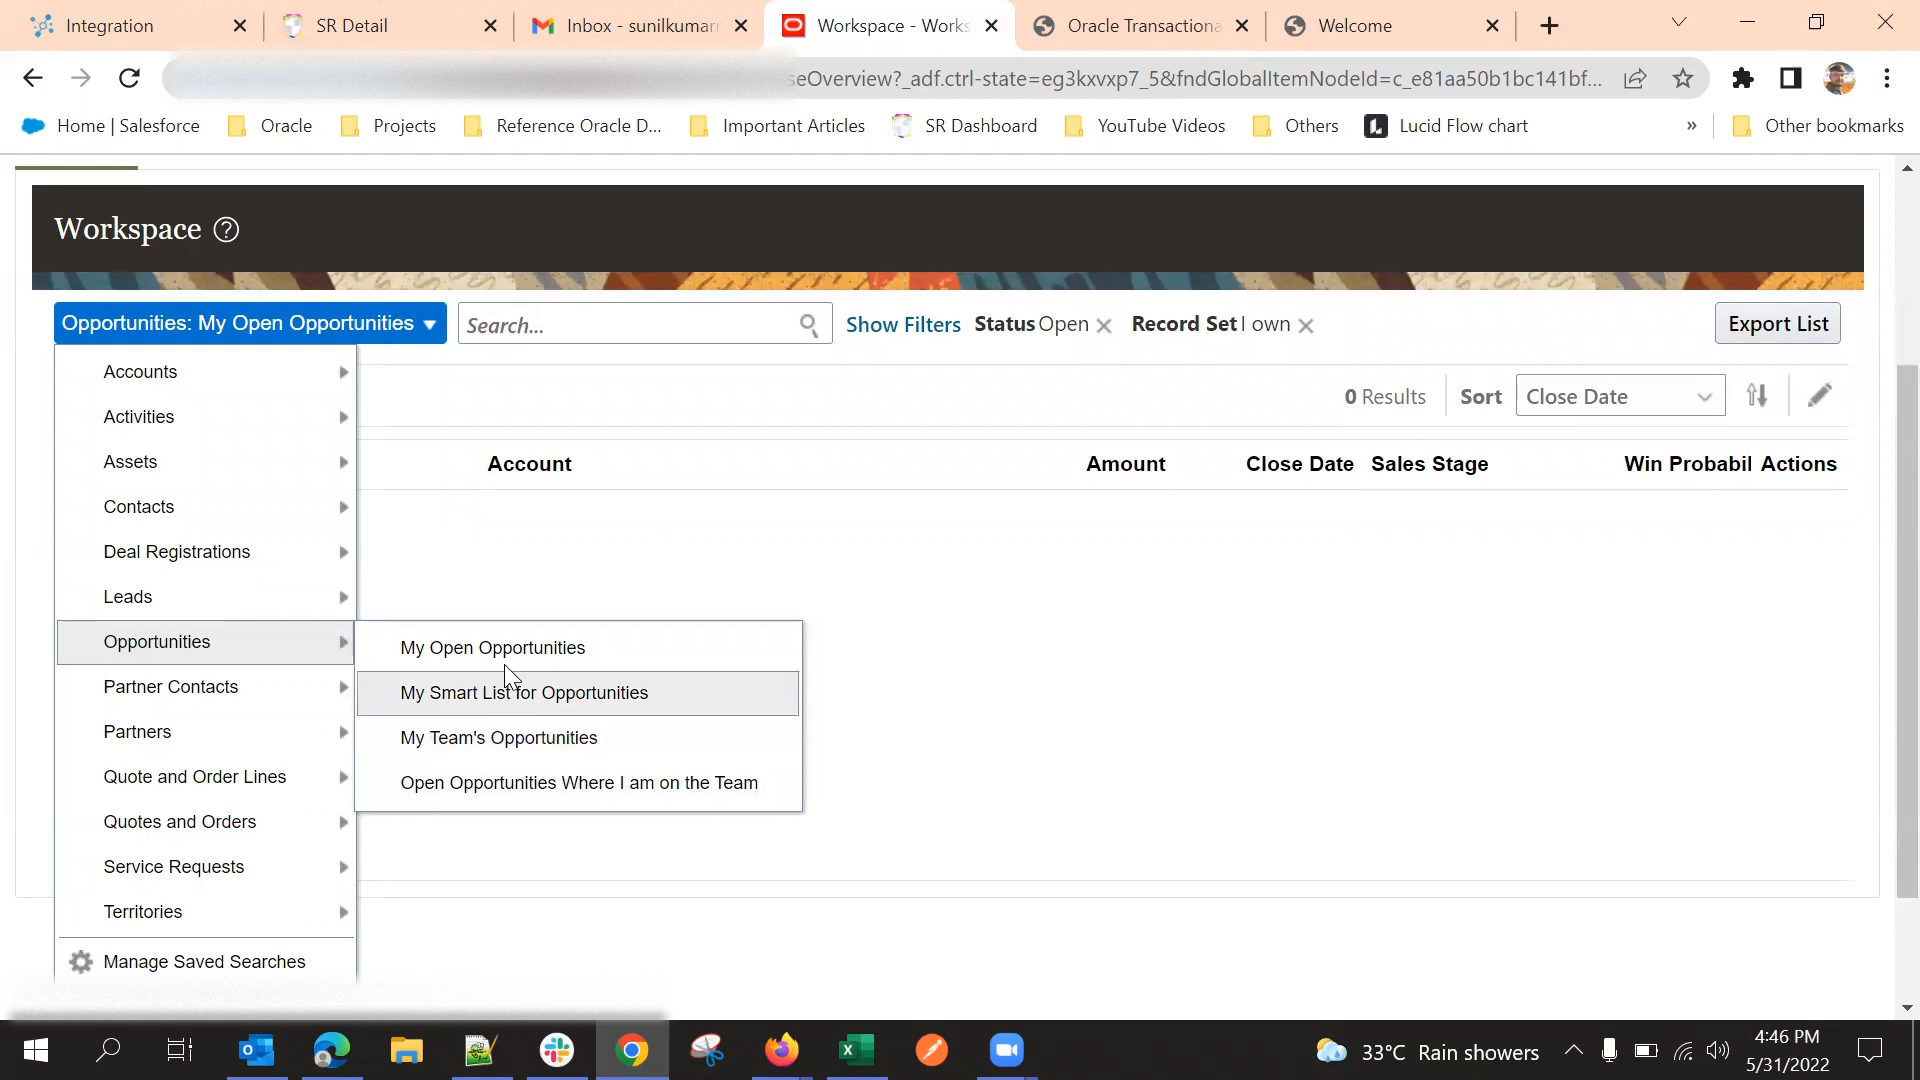 Integration
SR Detail
Inbox - sunilkumarr
Workspace - Works
Oracle Transactiona
Welcome
seOverview?_adf.ctrl-state=eg3kxvxp7_5&fndGlobalItemNodeId=c_e81aa50b1bc141bf...
Home | Salesforce
Oracle
Projects
Reference Oracle D...
Important Articles
SR Dashboard
YouTube Videos
Others
Lucid Flow chart
»
Other bookmarks
Workspace ?
Opportunities: My Open Opportunities
Search...
Show Filters
Status Open
Record Set I own
Export List
0 Results
Sort
Close Date
Account
Amount
Close Date
Sales Stage
Win Probabil
Actions
Accounts
Activities
Assets
Contacts
Deal Registrations
Leads
Opportunities
Partner Contacts
Partners
Quote and Order Lines
Quotes and Orders
Service Requests
Territories
Manage Saved Searches
My Open Opportunities
My Smart List for Opportunities
My Team's Opportunities
Open Opportunities Where I am on the Team
33°C Rain showers
4:46 PM
5/31/2022